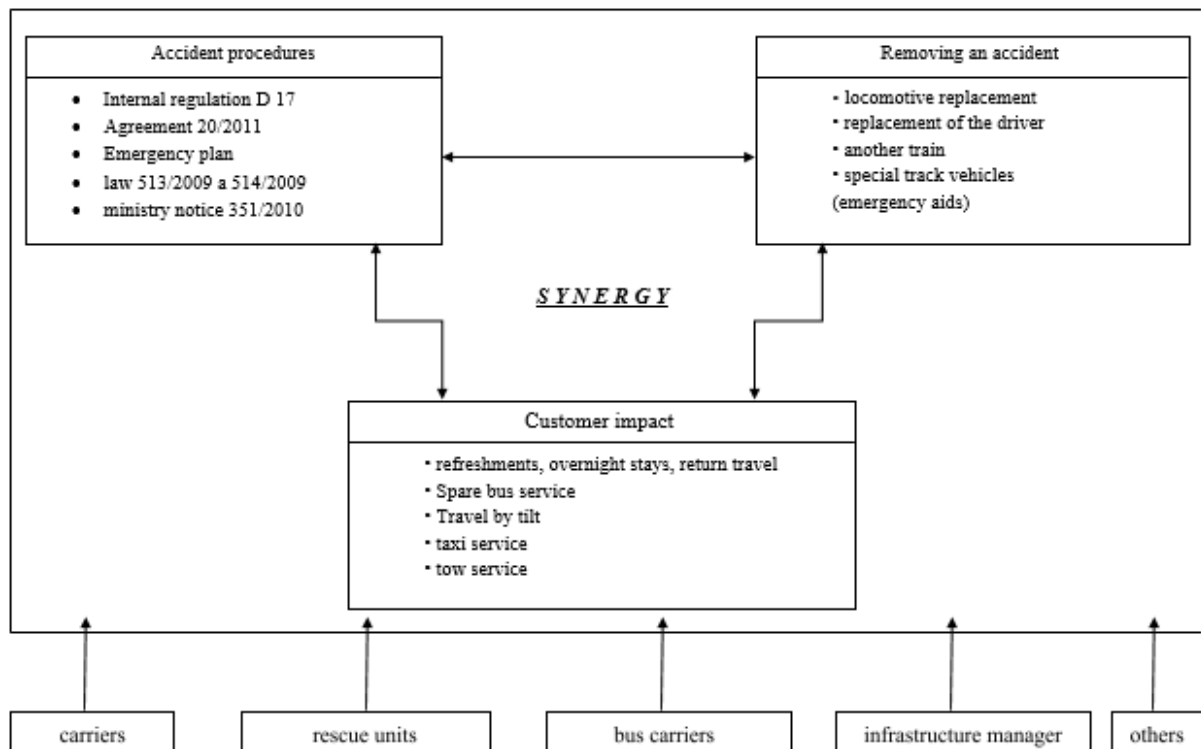 Accident procedures
• Internal regulation D 17
• Agreement 20/2011
• Emergency plan
• law 513/2009 a 514/2009
• ministry notice 351/2010
Removing an accident
▪ locomotive replacement
▪ replacement of the driver
▪ another train
▪ special track vehicles
(emergency aids)
S Y N E R G Y
Customer impact
▪ refreshments, overnight stays, return travel
▪ Spare bus service
▪ Travel by tilt
▪ taxi service
▪ tow service
carriers
rescue units
bus carriers
infrastructure manager
others